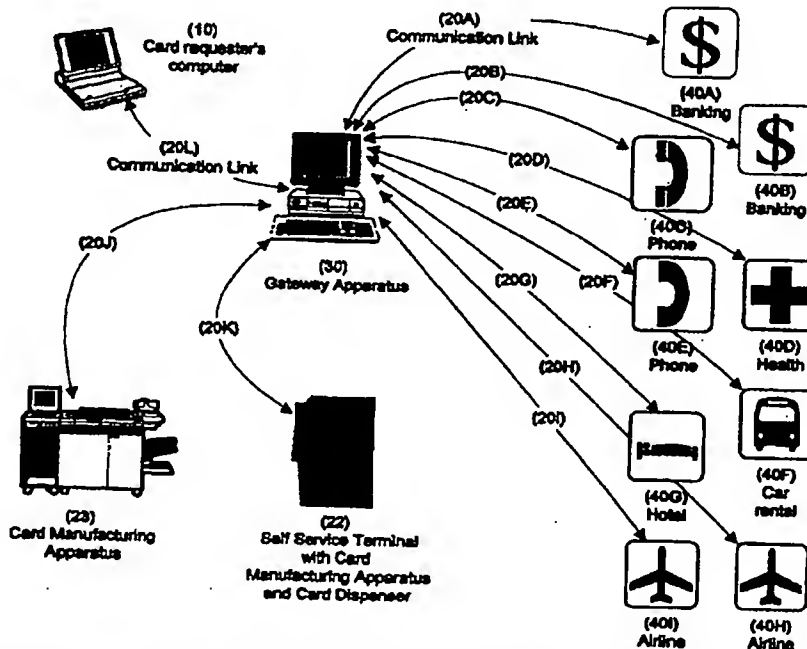 (10)
Card requester's
computer
(20A)
Communication Link
(20B)
(20C)
(40A)
Banking
(20L)
Communication Link
(20D)
(40B)
Banking
(20E)
(40C)
Phone
(20J)
(30)
Gateway Apparatus
(20G)
(20F)
(20K)
(40E)
Phone
(40D)
Health
(20H)
(20I)
(23)
Card Manufacturing
Apparatus
(22)
Self Service Terminal
with Card
Manufacturing Apparatus
and Card Dispenser
(40G)
Hotel
(40F)
Car
rental
(40I)
Airline
(40H)
Airline